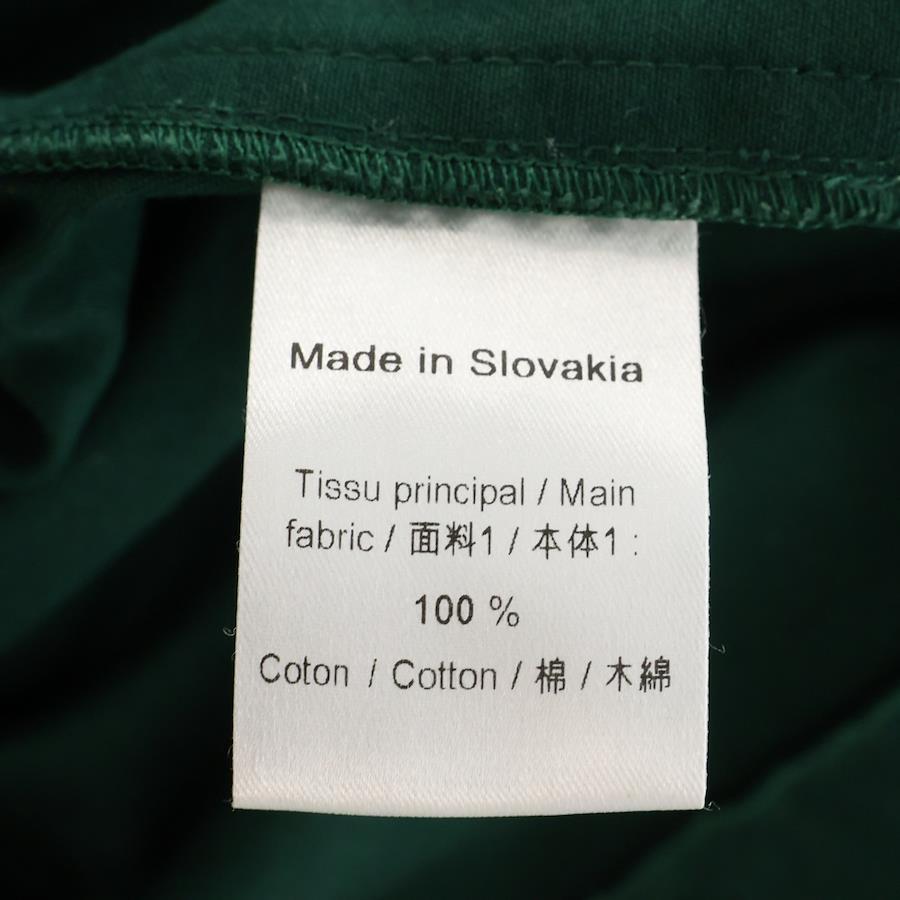 Made in Slovakia
Tissu principal / Main
fabric / 面料1 / 本体1 :
100 %
Coton / Cotton / 棉 / 木綿